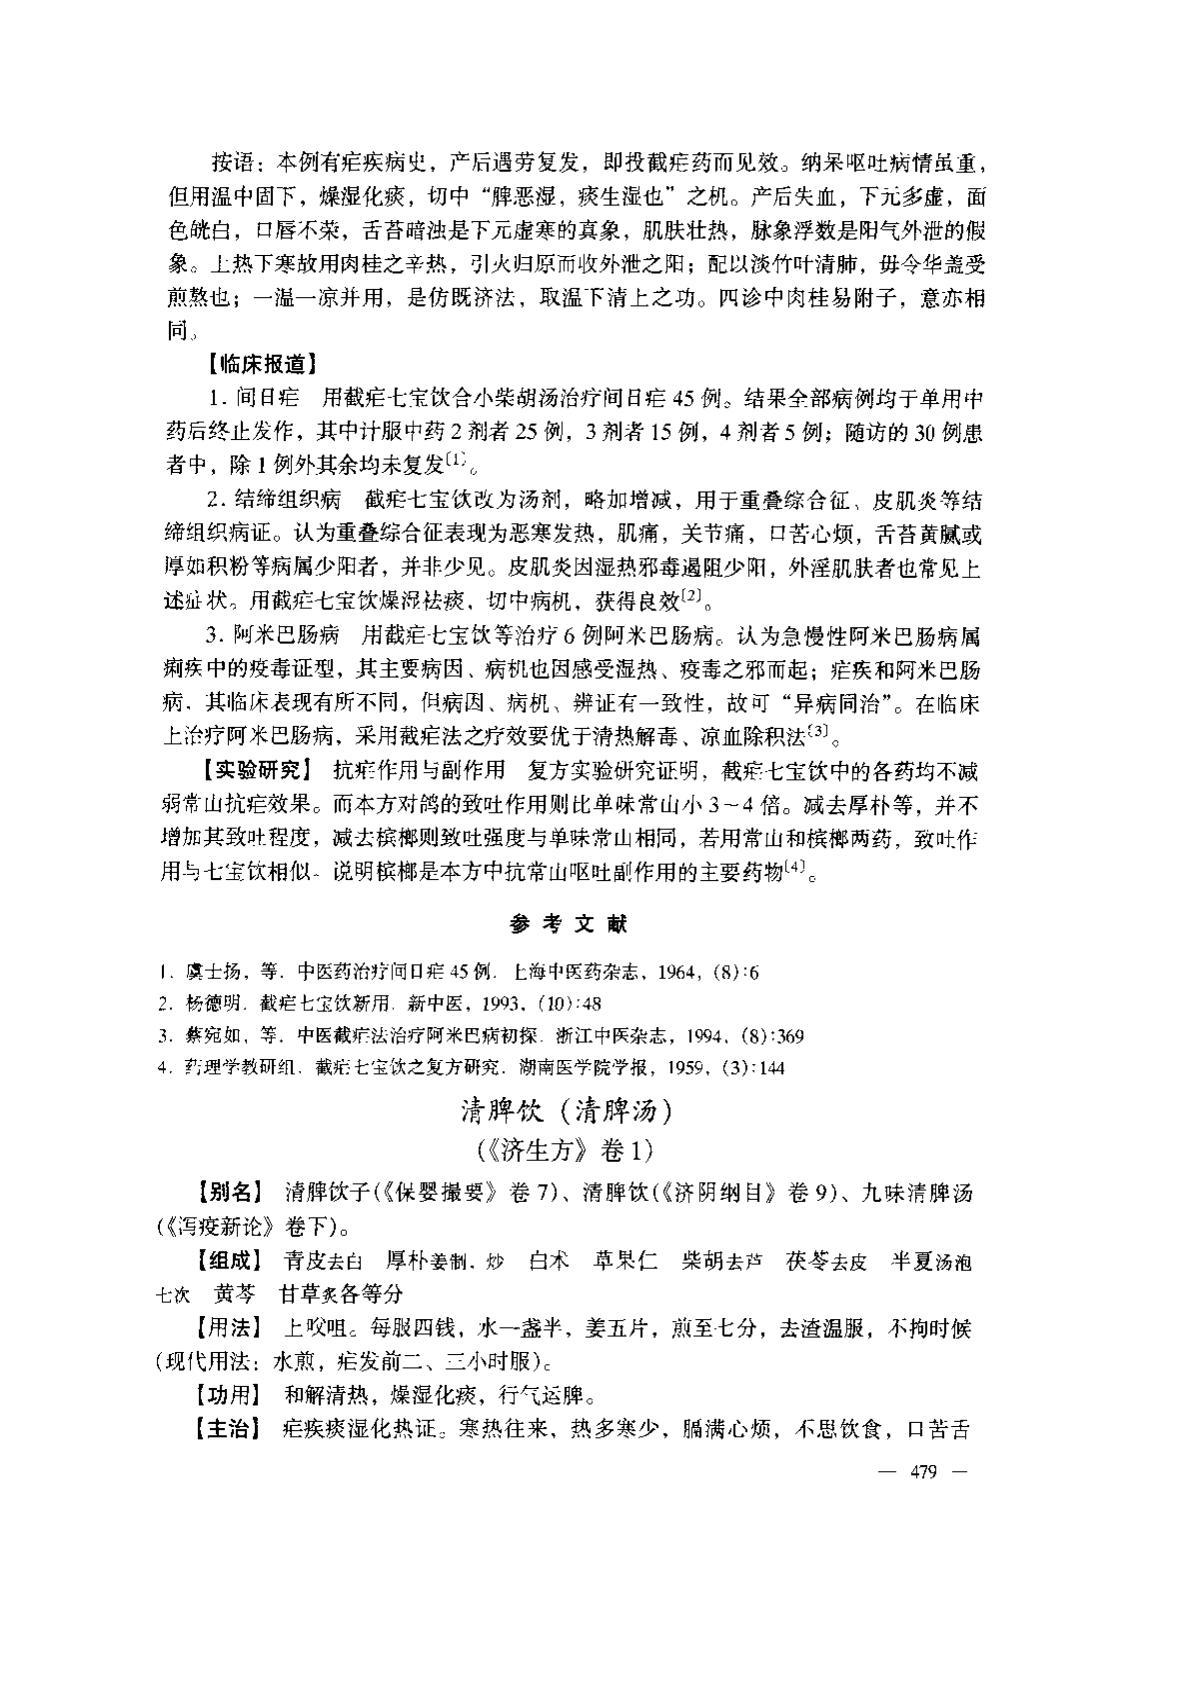 按语：本例有疟疾病史，产后遇劳复发，即投截疟药而见效。纳呆呕吐病情虽重，
但用温中固下，燥湿化痰，切中“脾恶湿，痰生湿也”之机。产后失血，下元多虚，面
色㿠白，口唇不荣，舌苔暗浊是下元虚寒的真象，肌肤壮热，脉象浮数是阳气外泄的假
象。上热下寒故用肉桂之辛热，引火归原而收外泄之阳；配以淡竹叶清肺，毋令华盖受
煎熬也；一温一凉并用，是仿既济法，取温下清上之功。四诊中肉桂易附子，意亦相
同。
【临床报道】
1. 间日疟　用截疟七宝饮合小柴胡汤治疗间日疟 45 例。结果全部病例均于单用中
药后终止发作，其中计服中药 2 剂者 25 例，3 剂者 15 例，4 剂者 5 例；随访的 30 例患
者中，除 1 例外其余均未复发〔1〕。
2. 结缔组织病　截疟七宝饮改为汤剂，略加增减，用于重叠综合征、皮肌炎等结
缔组织病证。认为重叠综合征表现为恶寒发热，肌痛，关节痛，口苦心烦，舌苔黄腻或
厚如积粉等病属少阳者，并非少见。皮肌炎因湿热邪毒遏阻少阳，外淫肌肤者也常见上
述症状。用截疟七宝饮燥湿祛痰，切中病机，获得良效〔2〕。
3. 阿米巴肠病　用截疟七宝饮等治疗 6 例阿米巴肠病。认为急慢性阿米巴肠病属
痢疾中的疫毒证型，其主要病因、病机也因感受湿热、疫毒之邪而起；疟疾和阿米巴肠
病，其临床表现有所不同，但病因、病机、辨证有一致性，故可“异病同治”。在临床
上治疗阿米巴肠病，采用截疟法之疗效要优于清热解毒、凉血除积法〔3〕。
【实验研究】　抗疟作用与副作用　复方实验研究证明，截疟七宝饮中的各药均不减
弱常山抗疟效果。而本方对鸽的致吐作用则比单味常山小 3～4 倍。减去厚朴等，并不
增加其致吐程度，减去槟榔则致吐强度与单味常山相同，若用常山和槟榔两药，致吐作
用与七宝饮相似。说明槟榔是本方中抗常山呕吐副作用的主要药物〔4〕。
参 考 文 献
1. 虞士扬，等．中医药治疗间日疟 45 例．上海中医药杂志，1964，(8):6
2. 杨德明．截疟七宝饮新用．新中医，1993，(10):48
3. 蔡宛如，等．中医截疟法治疗阿米巴病初探．浙江中医杂志，1994，(8):369
4. 药理学教研组．截疟七宝饮之复方研究．湖南医学院学报，1959，(3):144
清脾饮（清脾汤）
(《济生方》卷 1)
【别名】　清脾饮子(《保婴撮要》卷 7)、清脾饮(《济阴纲目》卷 9)、九味清脾汤
(《泻疫新论》卷下)。
【组成】　青皮去白　厚朴姜制，炒　白术　草果仁　柴胡去芦　茯苓去皮　半夏汤泡
七次　黄芩　甘草炙各等分
【用法】　上㕮咀。每服四钱，水一盏半，姜五片，煎至七分，去渣温服，不拘时候
(现代用法：水煎，疟发前二、三小时服)。
【功用】　和解清热，燥湿化痰，行气运脾。
【主治】　疟疾痰湿化热证。寒热往来，热多寒少，膈满心烦，不思饮食，口苦舌
— 479 —